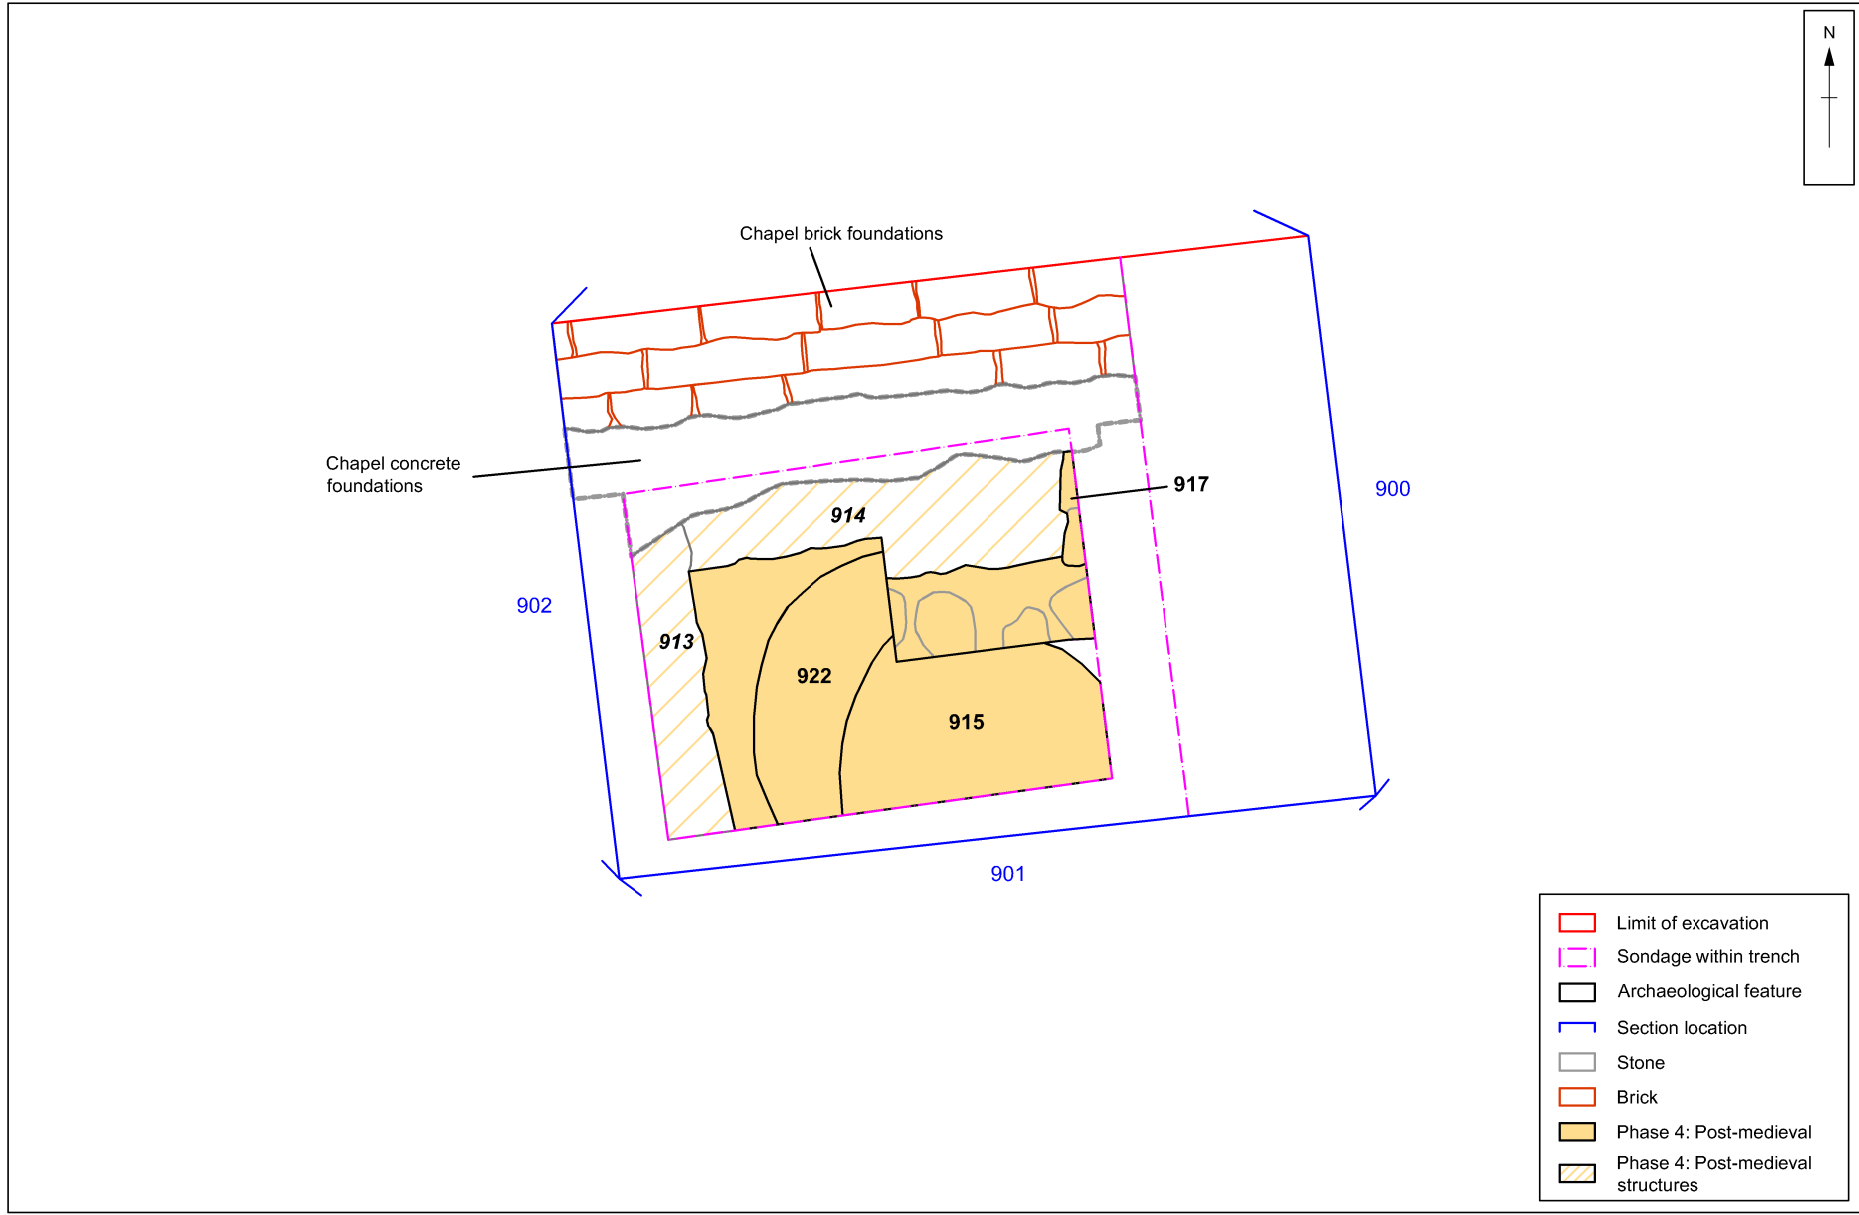 N
Chapel brick foundations
Chapel concrete
foundations
917
900
914
902
913
922
915
901
Limit of excavation
Sondage within trench
Archaeological feature
Section location
Stone
Brick
Phase 4: Post-medieval
Phase 4: Post-medieval
structures